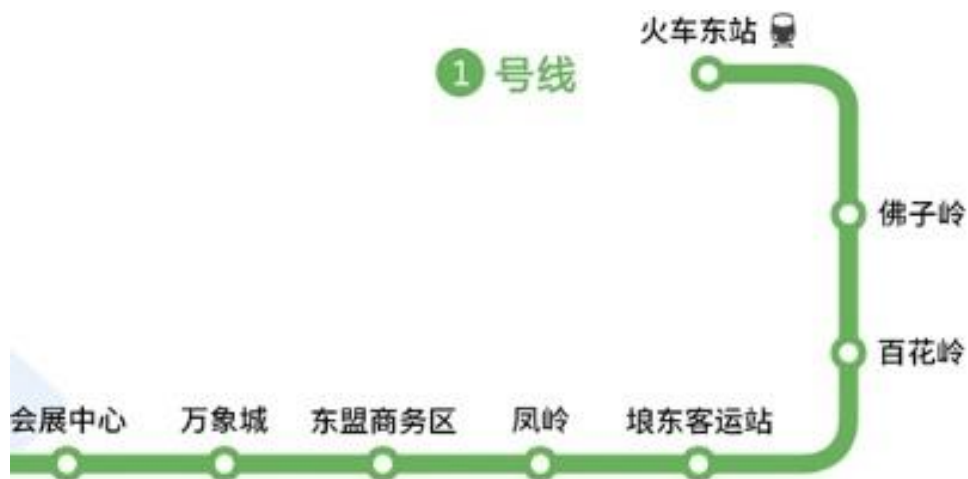 火车东站
1 号线
佛子岭
百花岭
会展中心
万象城
东盟商务区
凤岭
埌东客运站